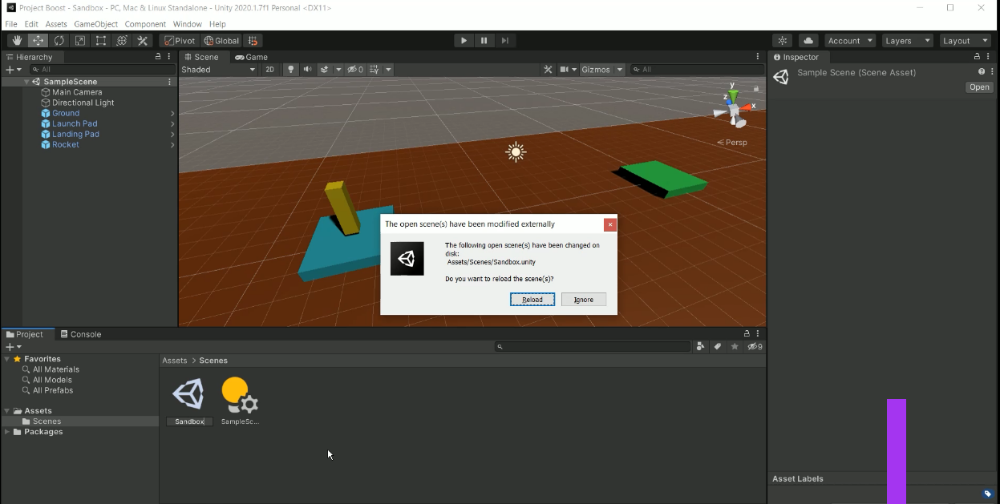 Project Boost - Sandbox - PC, Mac & Linux Standalone - Unity 2020.1.7f1 Personal <DX11>
File Edit Assets GameObject Component Window Help
Pivot Global Account Layers Layout
Hierarchy
All
SampleScene
Main Camera
Directional Light
Ground
Launch Pad
Landing Pad
Rocket
Scene Game
Shaded 2D 0 Gizmos All
y
z x
Persp
Inspector
Sample Scene (Scene Asset)
Open
The open scene(s) have been modified externally
The following open scene(s) have been changed on
disk:
Assets/Scenes/Sandbox.unity
Do you want to reload the scene(s)?
Reload Ignore
Project Console
9
Favorites
All Materials
All Models
All Prefabs
Assets
Scenes
Packages
Assets > Scenes
Sandbox SampleSc...
Asset Labels